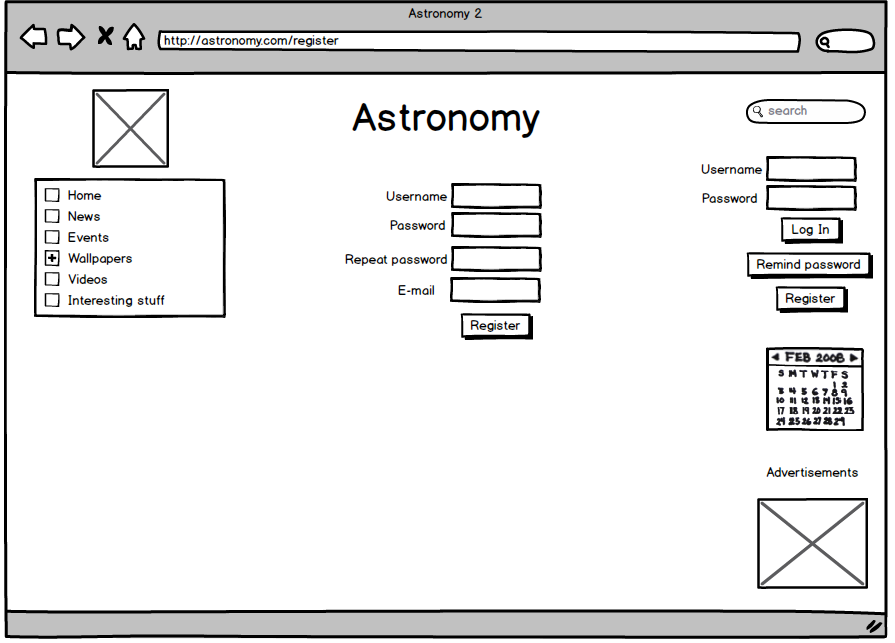 Astronomy 2
http://astronomy.com/register
Astronomy
search
Home
News
Events
Wallpapers
Videos
Interesting stuff
Username
Password
Repeat password
E-mail
Register
Username
Password
Log In
Remind password
Register
FEB 2008
S M T W T F S
1 2
3 4 5 6 7 8 9
10 11 12 13 14 15 16
17 18 19 20 21 22 23
24 25 26 27 28 29
Advertisements